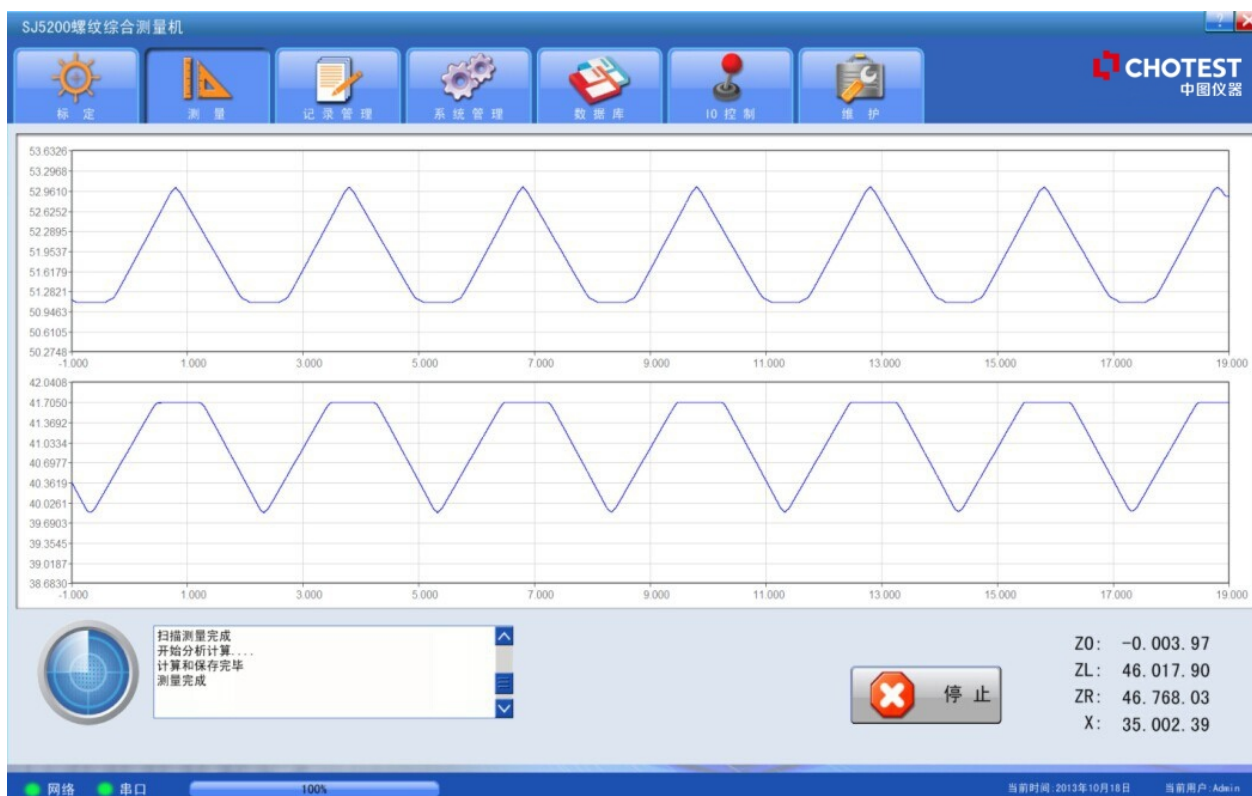 SJ5200螺纹综合测量机
?
标 定
测 量
记 录 管 理
系 统 管 理
数 据 库
IO 控 制
维 护
CHOTEST
中图仪器
53.6326
53.2968
52.9610
52.6252
52.2895
51.9537
51.6179
51.2821
50.9463
50.6105
50.2748
-1.000 1.000 3.000 5.000 7.000 9.000 11.000 13.000 15.000 17.000 19.000
42.0408
41.7050
41.3692
41.0334
40.6977
40.3619
40.0261
39.6903
39.3545
39.0187
38.6830
-1.000 1.000 3.000 5.000 7.000 9.000 11.000 13.000 15.000 17.000 19.000
扫描测量完成
开始分析计算....
计算和保存完毕
测量完成
停 止
Z0: -0.003.97
ZL: 46.017.90
ZR: 46.768.03
X: 35.002.39
网络 串口 100% 当前时间:2013年10月18日 当前用户:Admin